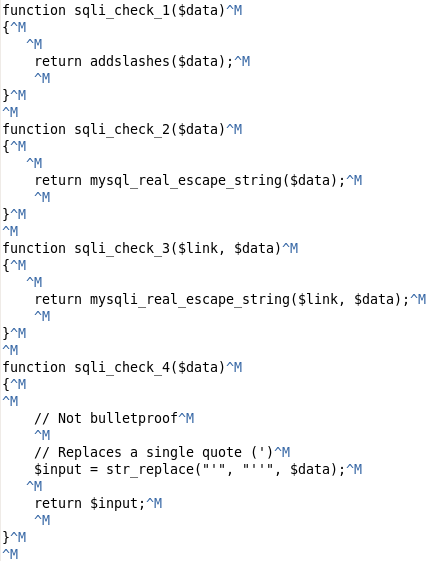 function sqli_check_1($data)^M
{^M
   ^M
    return addslashes($data);^M
    ^M
}^M
^M
function sqli_check_2($data)^M
{^M
   ^M
    return mysql_real_escape_string($data);^M
    ^M
}^M
^M
function sqli_check_3($link, $data)^M
{^M
   ^M
    return mysqli_real_escape_string($link, $data);^M
    ^M
}^M
^M
function sqli_check_4($data)^M
{^M
^M
    // Not bulletproof^M
    ^M
    // Replaces a single quote (')^M
    $input = str_replace("'", "''", $data);^M
   ^M
    return $input;^M
    ^M
}^M
^M